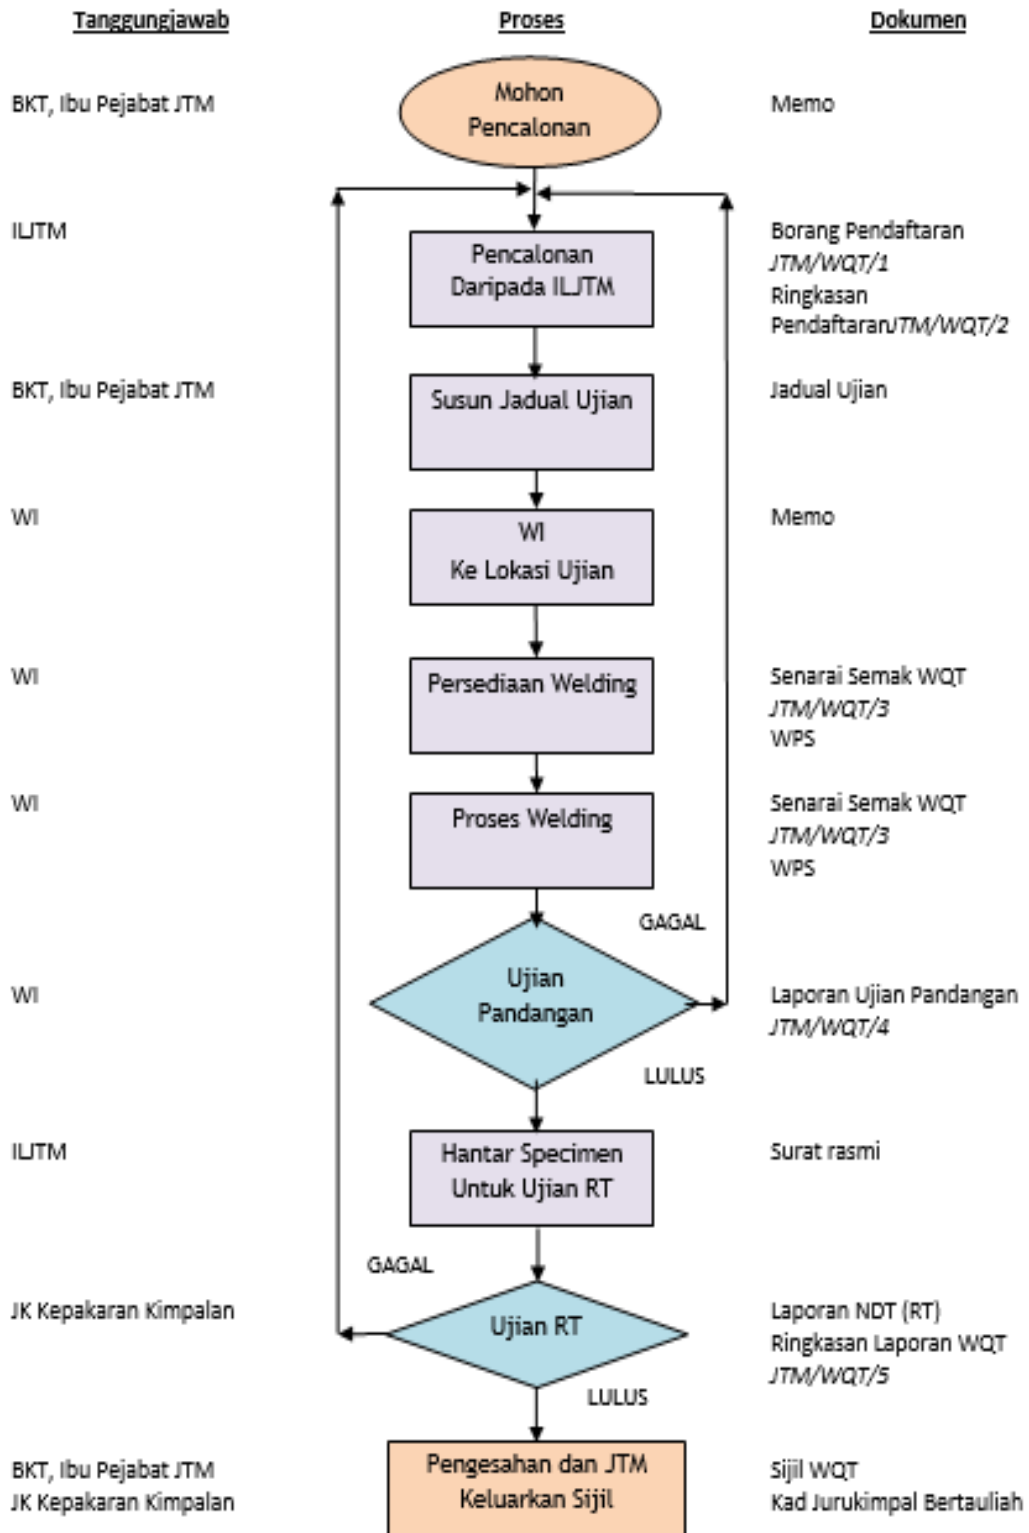 Tanggungjawab Proses Dokumen
BKT, Ibu Pejabat JTM
Mohon
Pencalonan
Memo
ILJTM
Pencalonan
Daripada ILJTM
Borang Pendaftaran
JTM/WQT/1
Ringkasan
PendaftaranJTM/WQT/2
BKT, Ibu Pejabat JTM
Susun Jadual Ujian
Jadual Ujian
WI
WI
Ke Lokasi Ujian
Memo
WI
Persediaan Welding
Senarai Semak WQT
JTM/WQT/3
WPS
WI
Proses Welding
Senarai Semak WQT
JTM/WQT/3
WPS
GAGAL
WI
Ujian
Pandangan
Laporan Ujian Pandangan
JTM/WQT/4
LULUS
ILJTM
Hantar Specimen
Untuk Ujian RT
Surat rasmi
GAGAL
JK Kepakaran Kimpalan
Ujian RT
Laporan NDT (RT)
Ringkasan Laporan WQT
JTM/WQT/5
LULUS
BKT, Ibu Pejabat JTM
JK Kepakaran Kimpalan
Pengesahan dan JTM
Keluarkan Sijil
Sijil WQT
Kad Jurukimpal Bertauliah